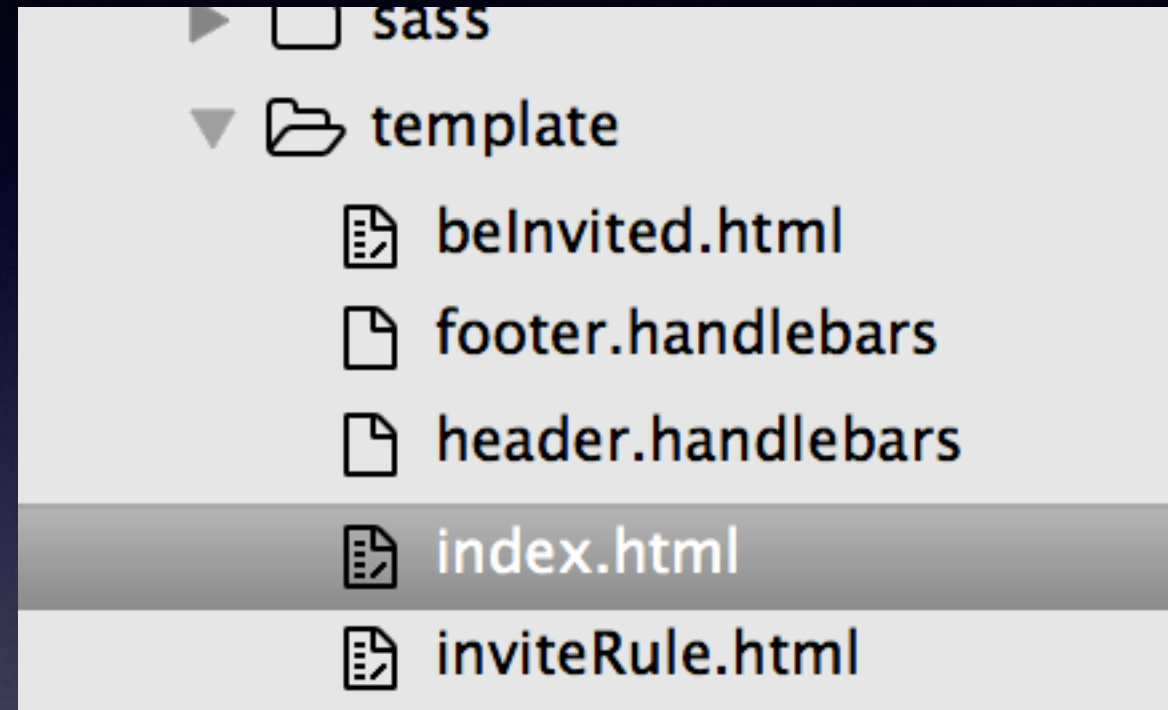 sass
template
beInvited.html
footer.handlebars
header.handlebars
index.html
inviteRule.html